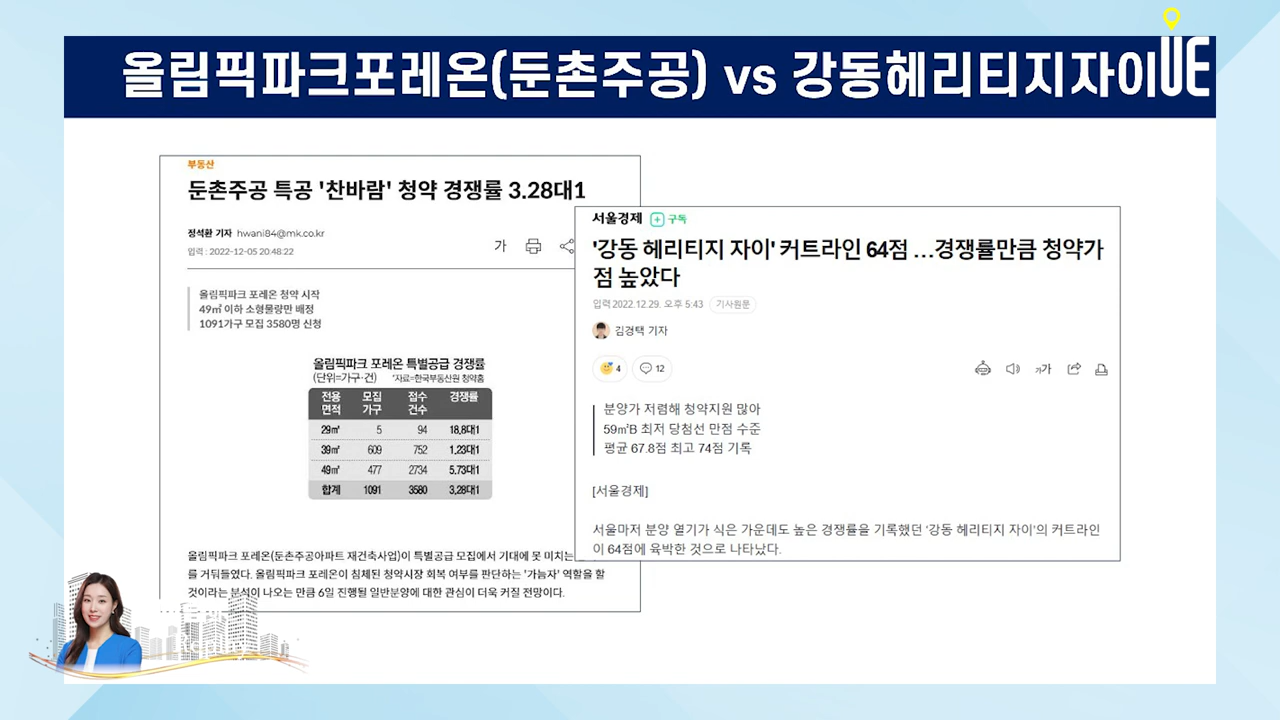 올림픽파크포레온(둔촌주공) vs 강동헤리티지자이
UE
부동산
둔촌주공 특공 '찬바람' 청약 경쟁률 3.28대1
정석환 기자 hwani84@mk.co.kr
입력 : 2022-12-05 20:48:22
가
올림픽파크 포레온 청약 시작
49㎡ 이하 소형물량만 배정
1091가구 모집 3580명 신청
올림픽파크 포레온 특별공급 경쟁률
(단위=가구·건) *자료=한국부동산원 청약홈
전용면적 모집가구 접수건수 경쟁률
29㎡ 5 94 18.8대1
39㎡ 609 752 1.23대1
49㎡ 477 2734 5.73대1
합계 1091 3580 3.28대1
올림픽파크 포레온(둔촌주공아파트 재건축사업)이 특별공급 모집에서 기대에 못 미치는
를 거둬들였다. 올림픽파크 포레온이 침체된 청약시장 회복 여부를 판단하는 '가늠자' 역할을 할
것이라는 분석이 나오는 만큼 6일 진행될 일반분양에 대한 관심이 더욱 커질 전망이다.
서울경제 구독
'강동 헤리티지 자이' 커트라인 64점 …경쟁률만큼 청약가
점 높았다
입력 2022.12.29. 오후 5:43 기사원문
김경택 기자
4 12
가가
분양가 저렴해 청약지원 많아
59㎡B 최저 당첨선 만점 수준
평균 67.8점 최고 74점 기록
[서울경제]
서울마저 분양 열기가 식은 가운데도 높은 경쟁률을 기록했던 '강동 헤리티지 자이'의 커트라인
이 64점에 육박한 것으로 나타났다.